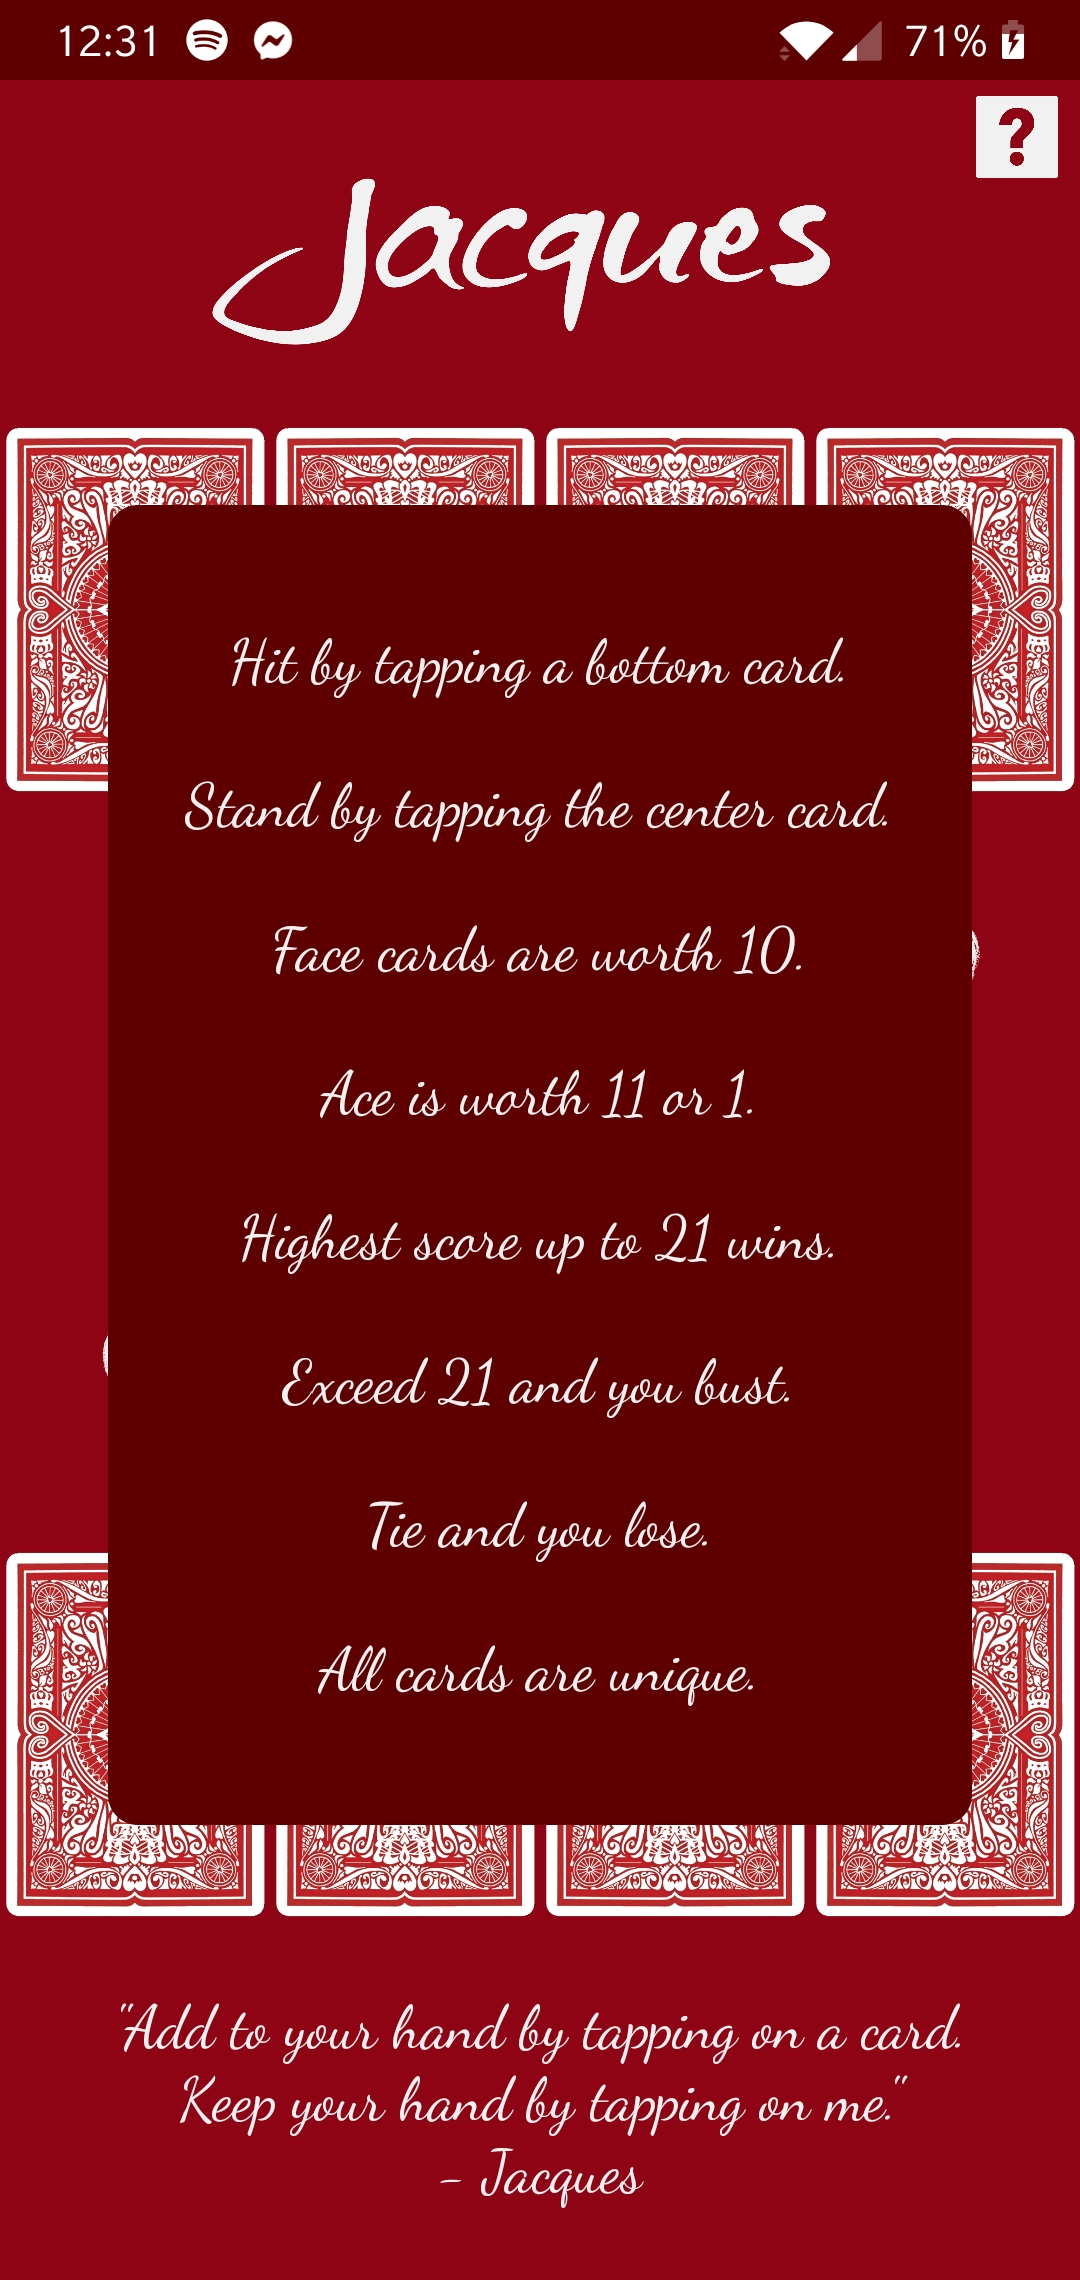 12:31
71%
?
Jacques
Hit by tapping a bottom card.
Stand by tapping the center card.
Face cards are worth 10.
Ace is worth 11 or 1.
Highest score up to 21 wins.
Exceed 21 and you bust.
Tie and you lose.
All cards are unique.
"Add to your hand by tapping on a card.
Keep your hand by tapping on me."
- Jacques